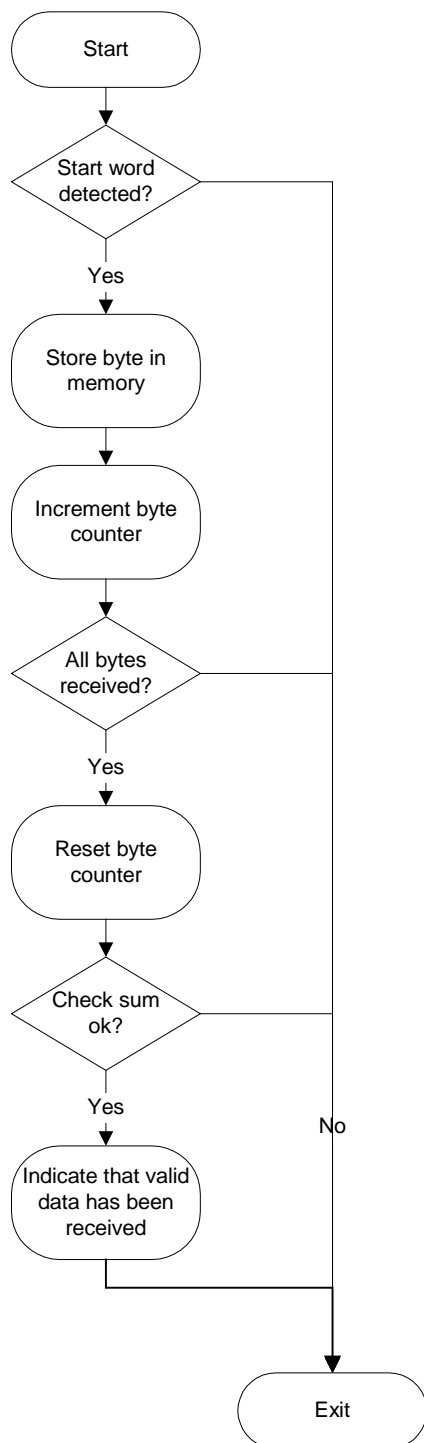 Start
Start word
detected?
Yes
Store byte in
memory
Increment byte
counter
All bytes
received?
Yes
Reset byte
counter
Check sum
ok?
Yes
No
Indicate that valid
data has been
received
Exit